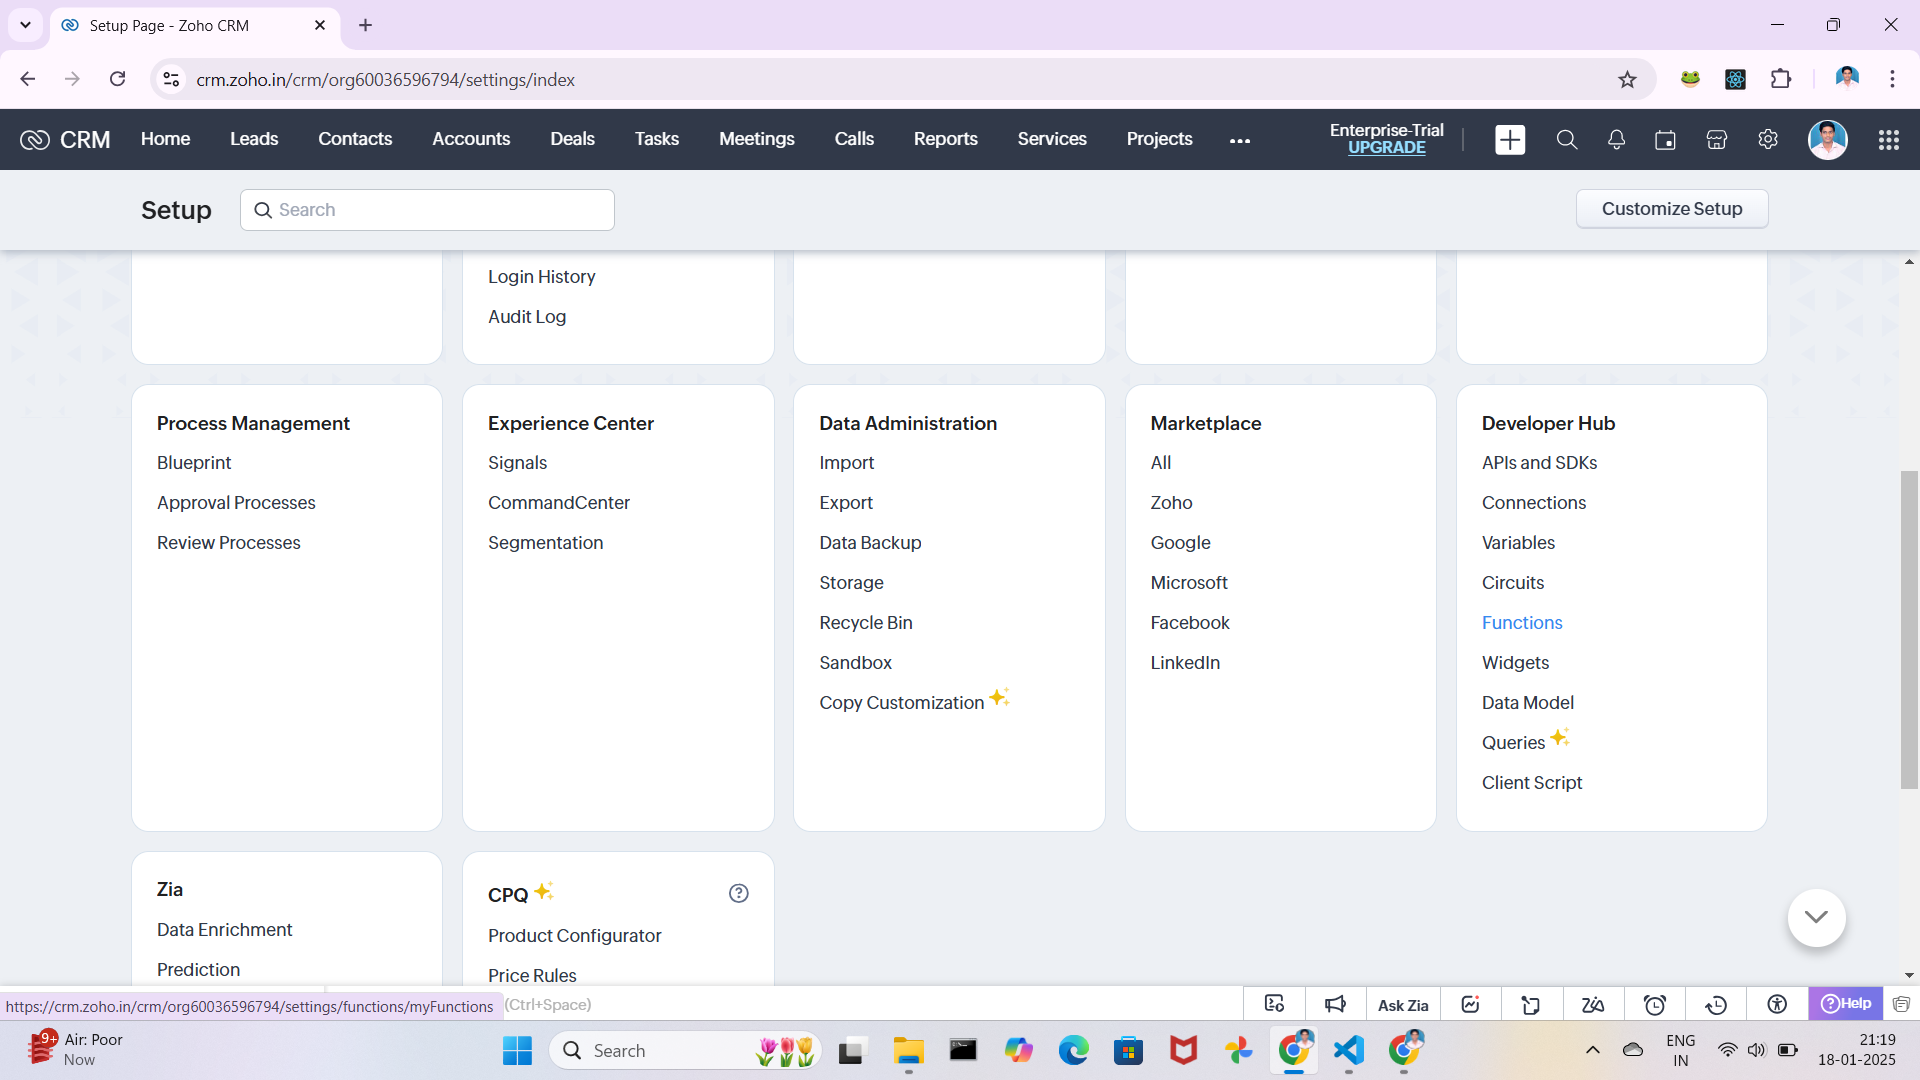 Setup Page - Zoho CRM
crm.zoho.in/crm/org60036596794/settings/index
CRM
Home
Leads
Contacts
Accounts
Deals
Tasks
Meetings
Calls
Reports
Services
Projects
Enterprise-Trial
UPGRADE
Setup
Search
Customize Setup
Login History
Audit Log
Process Management
Blueprint
Approval Processes
Review Processes
Experience Center
Signals
CommandCenter
Segmentation
Data Administration
Import
Export
Data Backup
Storage
Recycle Bin
Sandbox
Copy Customization
Marketplace
All
Zoho
Google
Microsoft
Facebook
LinkedIn
Developer Hub
APIs and SDKs
Connections
Variables
Circuits
Functions
Widgets
Data Model
Queries
Client Script
Zia
Data Enrichment
Prediction
CPQ
Product Configurator
Price Rules
https://crm.zoho.in/crm/org60036596794/settings/functions/myFunctions
(Ctrl+Space)
Ask Zia
Help
9+
Air: Poor
Now
Search
ENG
IN
21:19
18-01-2025